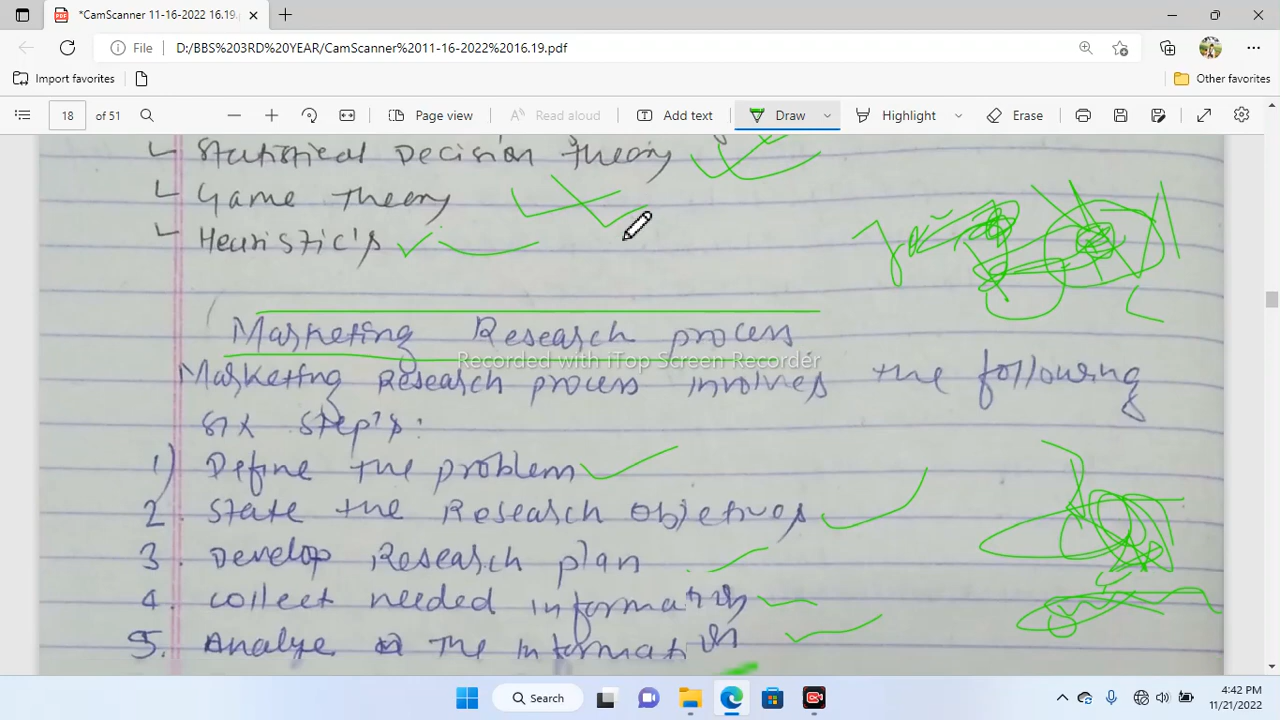 *CamScanner 11-16-2022 16.19.p
File D:/BBS%203RD%20YEAR/CamScanner%2011-16-2022%2016.19.pdf
Import favorites
Other favorites
18 of 51
Page view
Read aloud
Add text
Draw
Highlight
Erase
Statistical Decision Theory
Game Theory
Heuristic's
Marketing Research process
Recorded with iTop Screen Recorder
Marketing Research process involves the following
six step's:
1) Define the problem
2. State the Research Objetives
3. Develop Research plan
4. collect needed information
5. Analye the information
Search
4:42 PM
11/21/2022